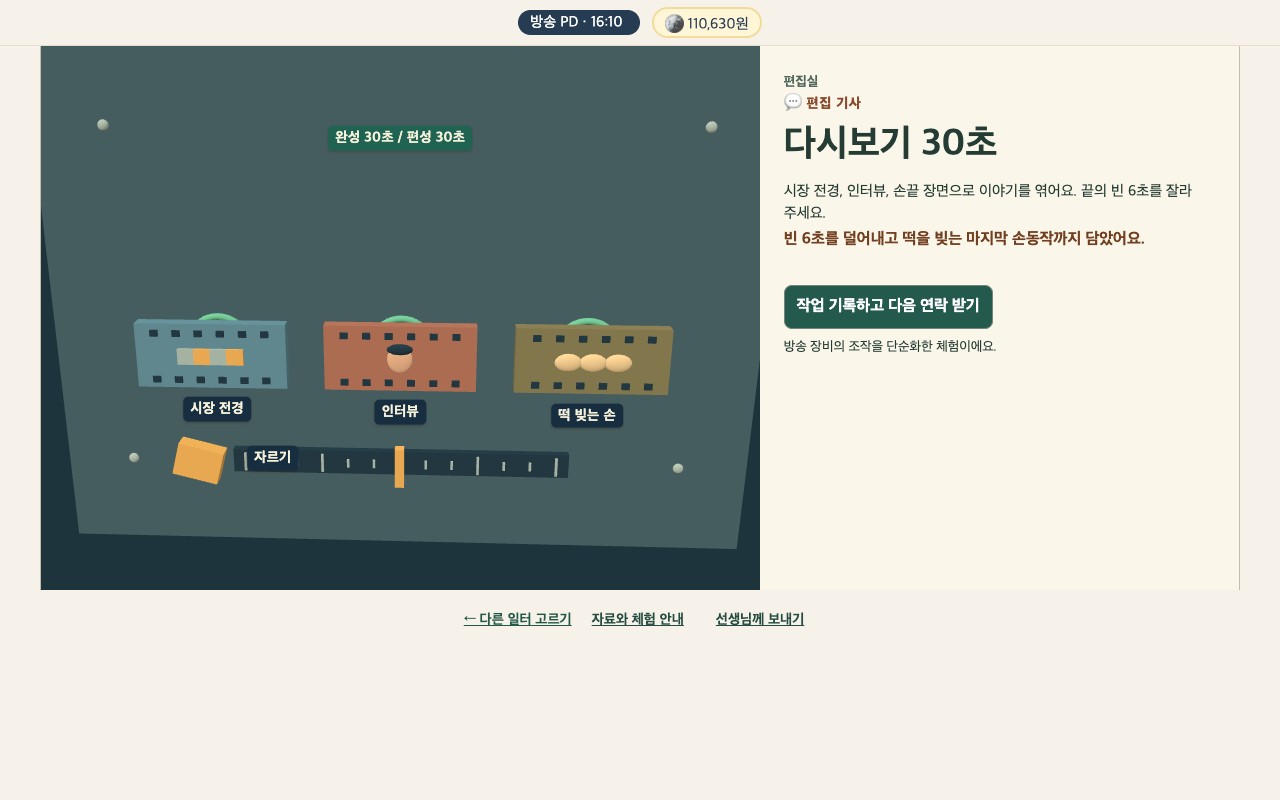 방송 PD · 16:10
110,630원
완성 30초 / 편성 30초
시장 전경
인터뷰
떡 빚는 손
자르기
편집실
편집 기사
다시보기 30초
시장 전경, 인터뷰, 손끝 장면으로 이야기를 엮어요. 끝의 빈 6초를 잘라
주세요.
빈 6초를 덜어내고 떡을 빚는 마지막 손동작까지 담았어요.
작업 기록하고 다음 연락 받기
방송 장비의 조작을 단순화한 체험이에요.
← 다른 일터 고르기
자료와 체험 안내
선생님께 보내기